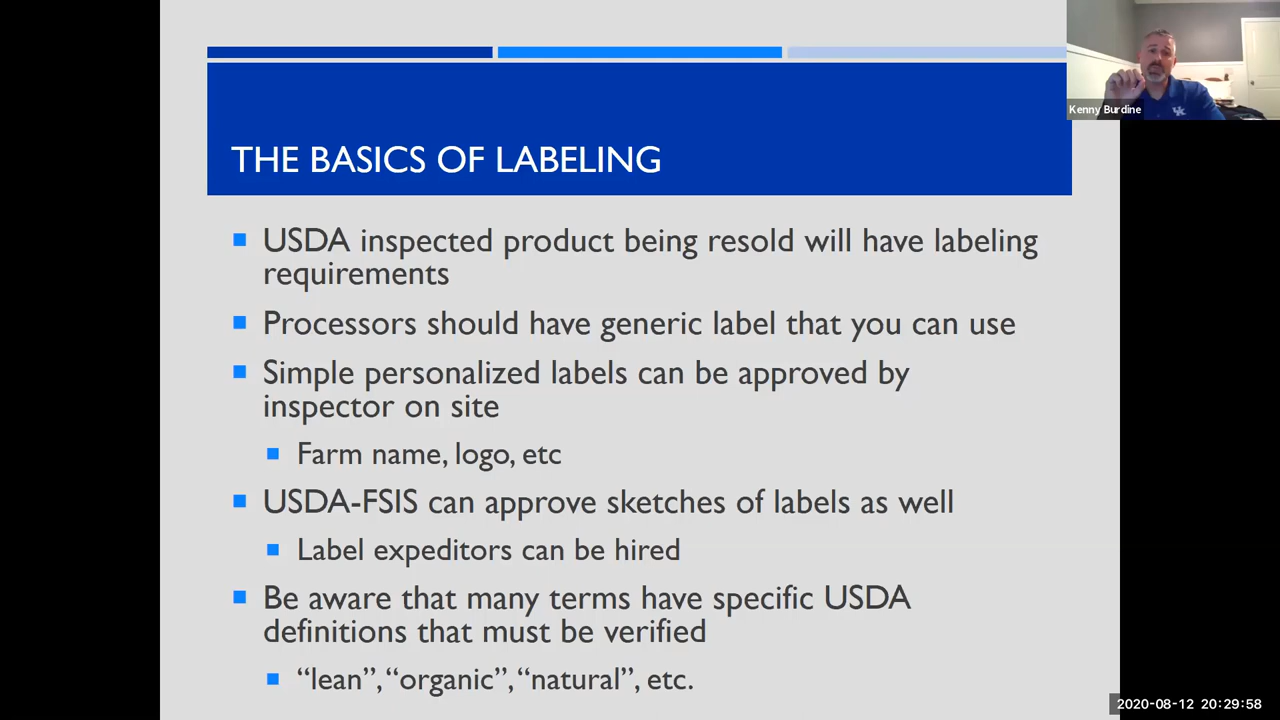 Kenny Burdine
UK
THE BASICS OF LABELING
USDA inspected product being resold will have labeling
requirements
Processors should have generic label that you can use
Simple personalized labels can be approved by
inspector on site
Farm name, logo, etc
USDA-FSIS can approve sketches of labels as well
Label expeditors can be hired
Be aware that many terms have specific USDA
definitions that must be verified
“lean”, “organic”, “natural”, etc.
2020-08-12 20:29:58